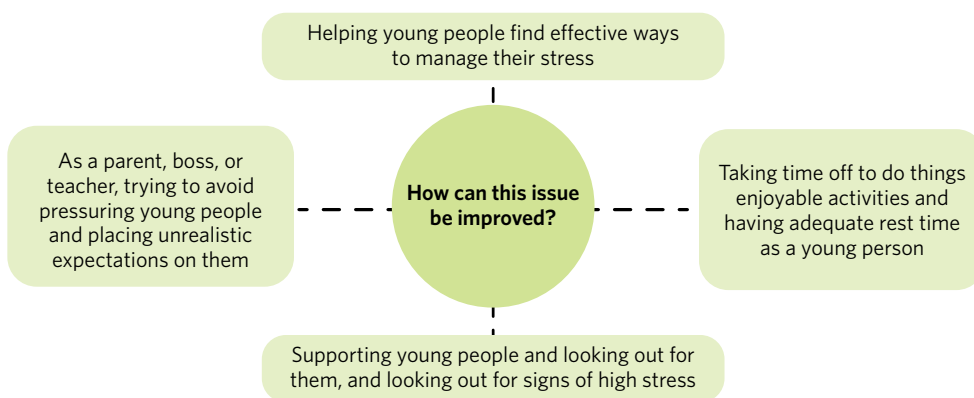 Helping young people find effective ways
to manage their stress
As a parent, boss, or
teacher, trying to avoid
pressuring young people
and placing unrealistic
expectations on them
How can this issue
be improved?
Taking time off to do things
enjoyable activities and
having adequate rest time
as a young person
Supporting young people and looking out for
them, and looking out for signs of high stress